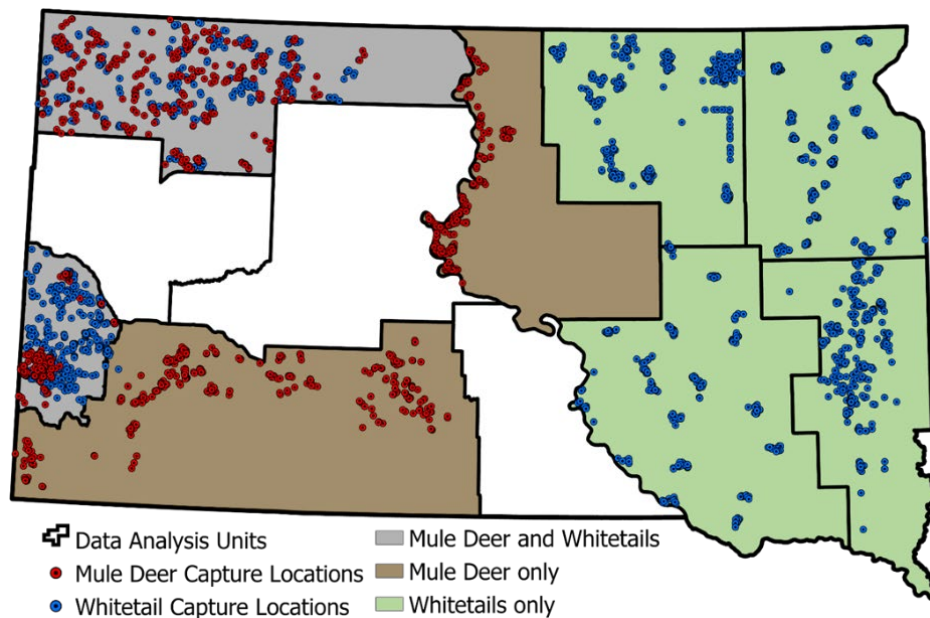 Data Analysis Units
Mule Deer and Whitetails
Mule Deer Capture Locations
Mule Deer only
Whitetail Capture Locations
Whitetails only